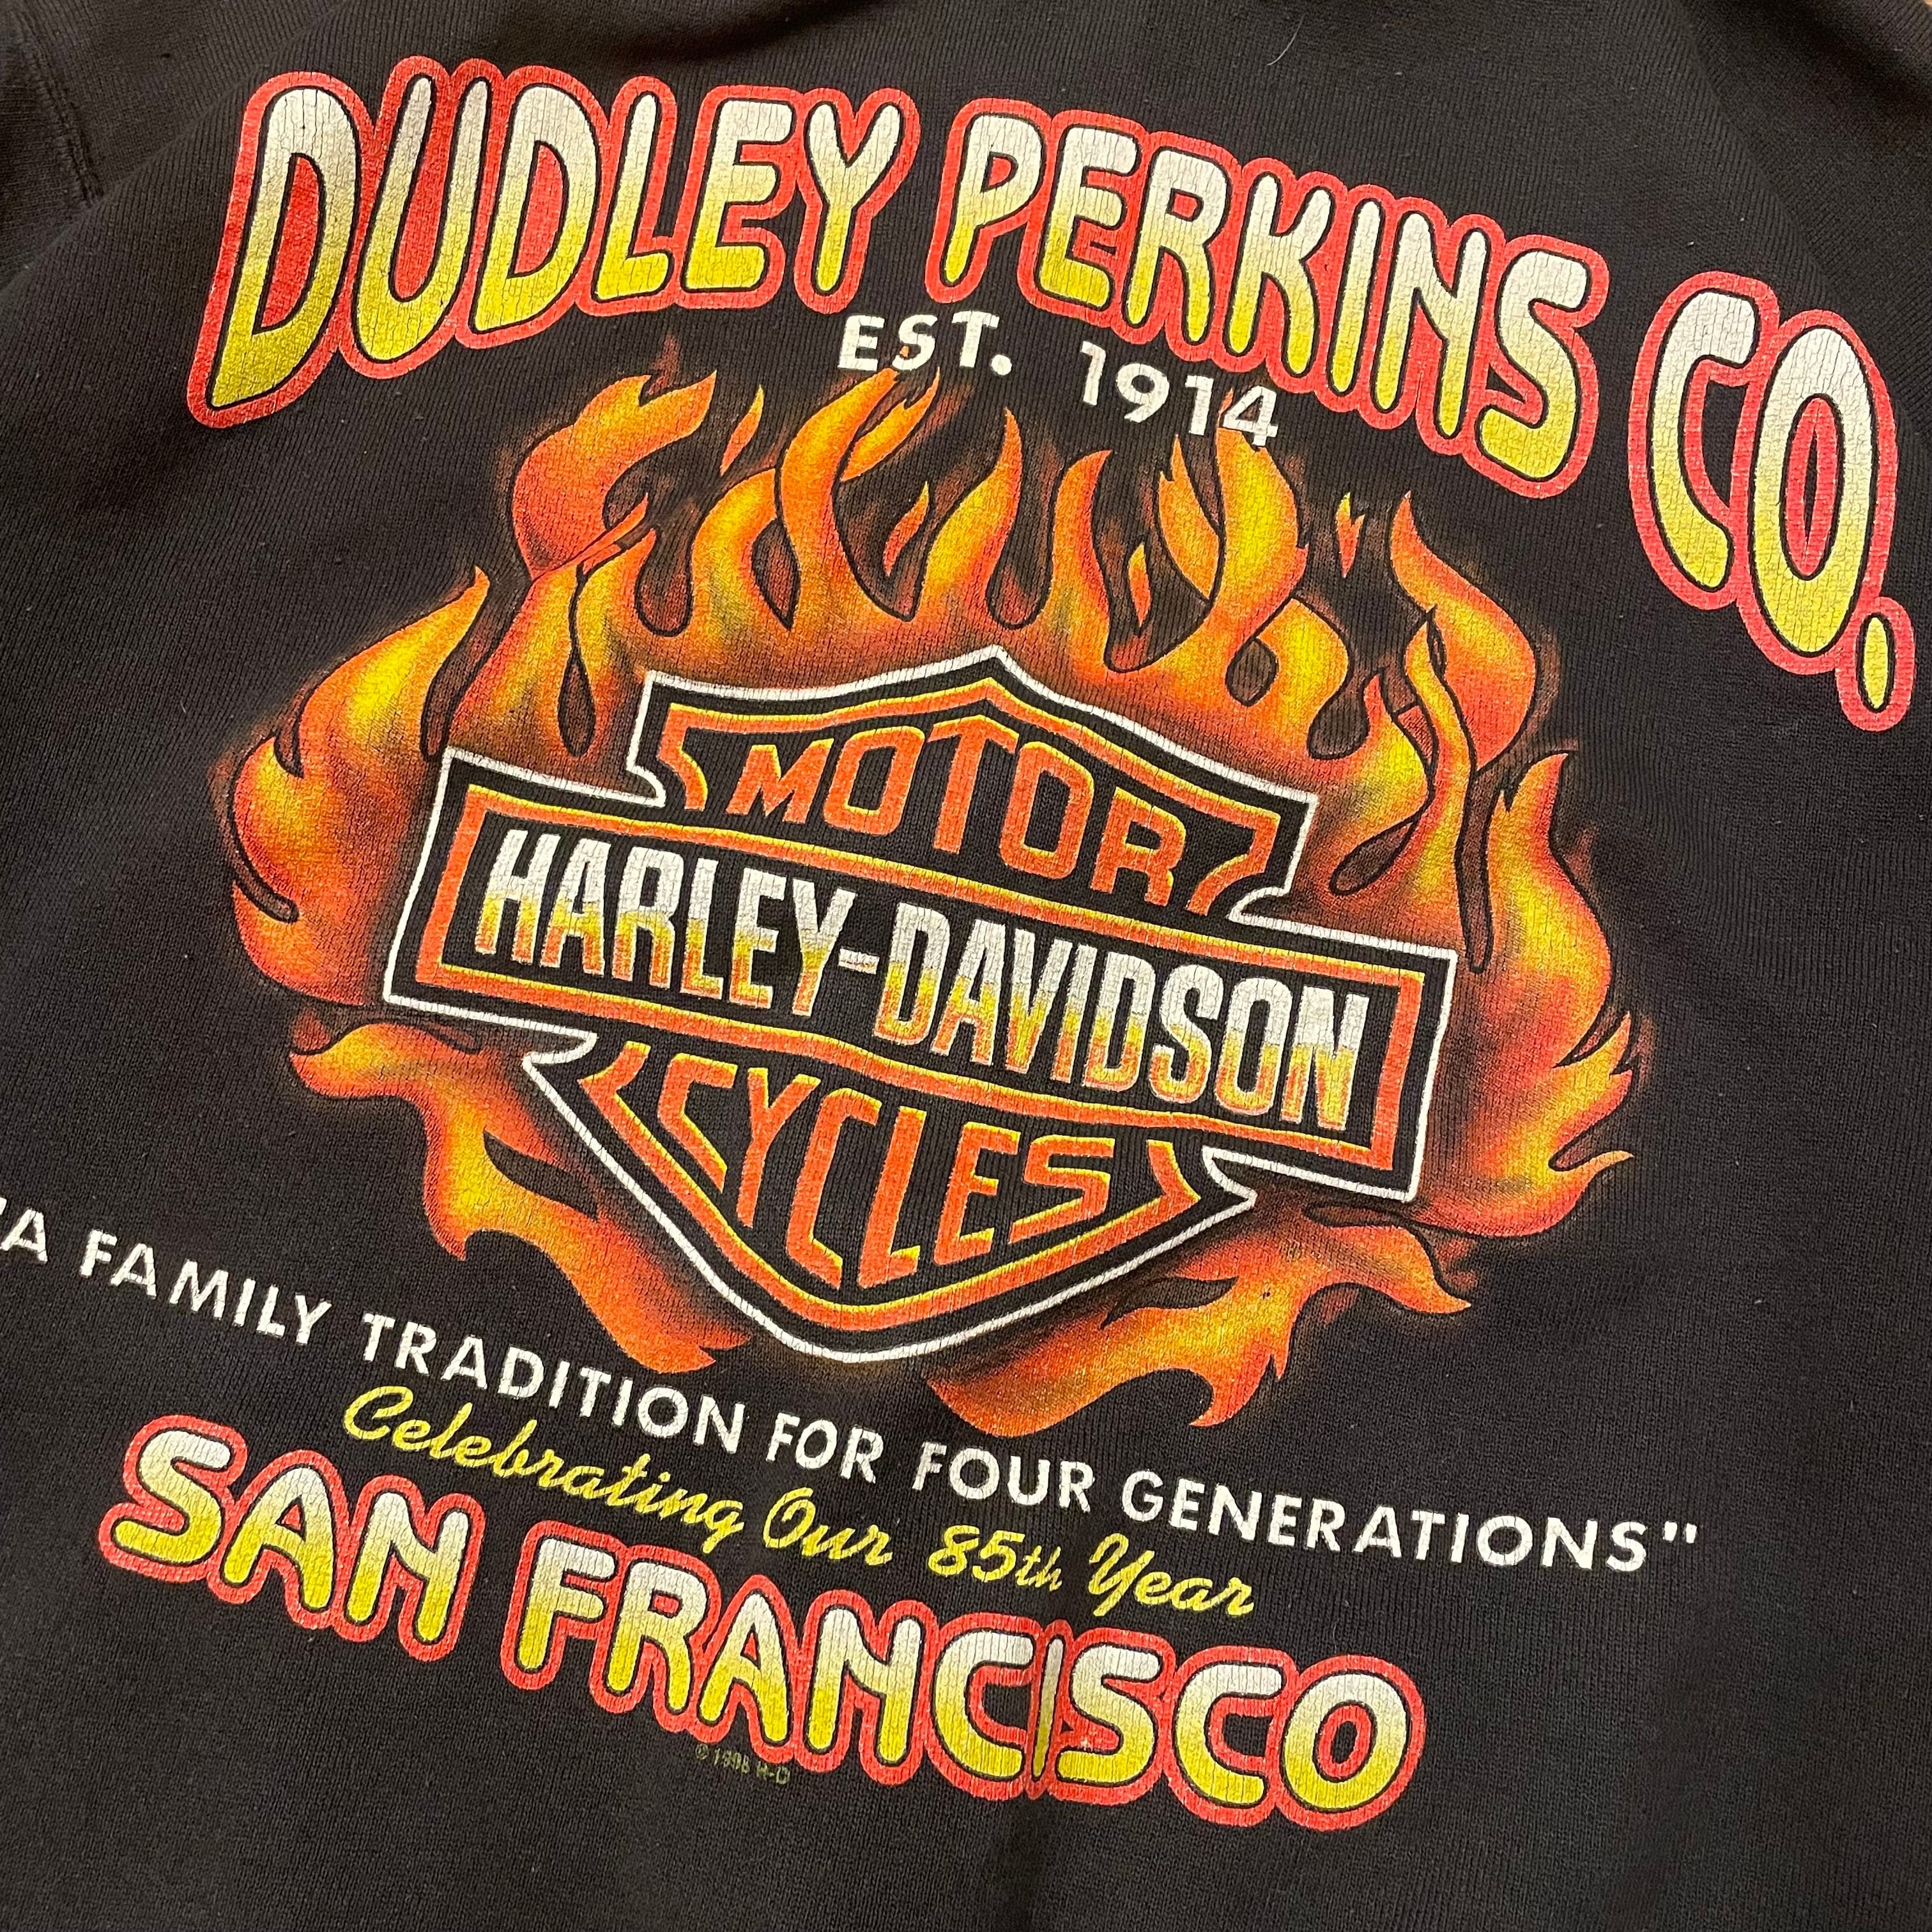 DUDLEY PERKINS CO.
EST. 1914
MOTOR
HARLEY-DAVIDSON
CYCLES
"A FAMILY TRADITION FOR FOUR GENERATIONS"
Celebrating Our 85th Year
SAN FRANCISCO
© 1998 H-D